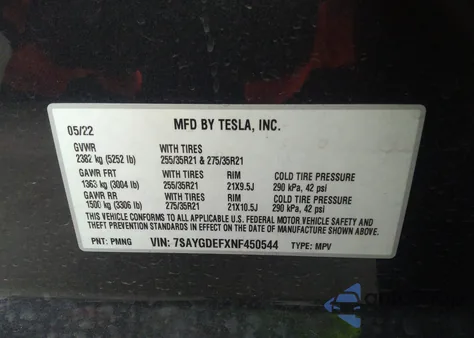 05/22 MFD BY TESLA, INC.
GVWR WITH TIRES
2382 kg (5252 lb) 255/35R21 & 275/35R21
GAWR FRT WITH TIRES RIM COLD TIRE PRESSURE
1363 kg (3004 lb) 255/35R21 21X9.5J 290 kPa, 42 psi
GAWR RR WITH TIRES RIM COLD TIRE PRESSURE
1500 kg (3306 lb) 275/35R21 21X10.5J 290 kPa, 42 psi
THIS VEHICLE CONFORMS TO ALL APPLICABLE U.S. FEDERAL MOTOR VEHICLE SAFETY AND
THEFT PREVENTION STANDARDS IN EFFECT ON THE DATE OF MANUFACTURE SHOWN ABOVE.
PNT: PMNG VIN: 7SAYGDEFXNF450544 TYPE: MPV